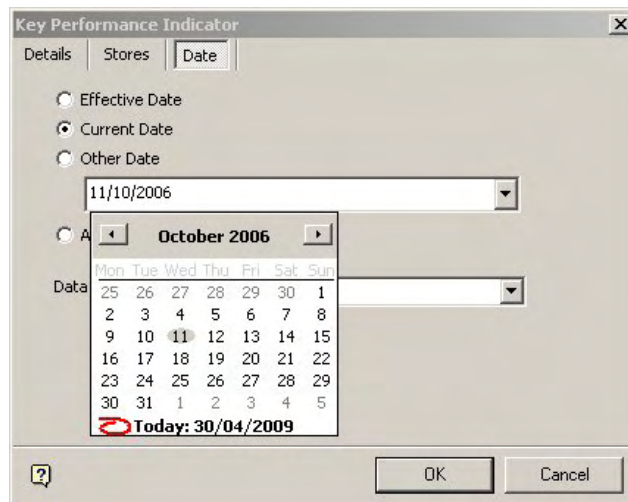 Key Performance Indicator
Details Stores Date
Effective Date
Current Date
Other Date
11/10/2006
A
October 2006
Mon Tue Wed Thu Fri Sat Sun
Data
25 26 27 28 29 30 1
2 3 4 5 6 7 8
9 10 11 12 13 14 15
16 17 18 19 20 21 22
23 24 25 26 27 28 29
30 31 1 2 3 4 5
Today: 30/04/2009
? OK Cancel